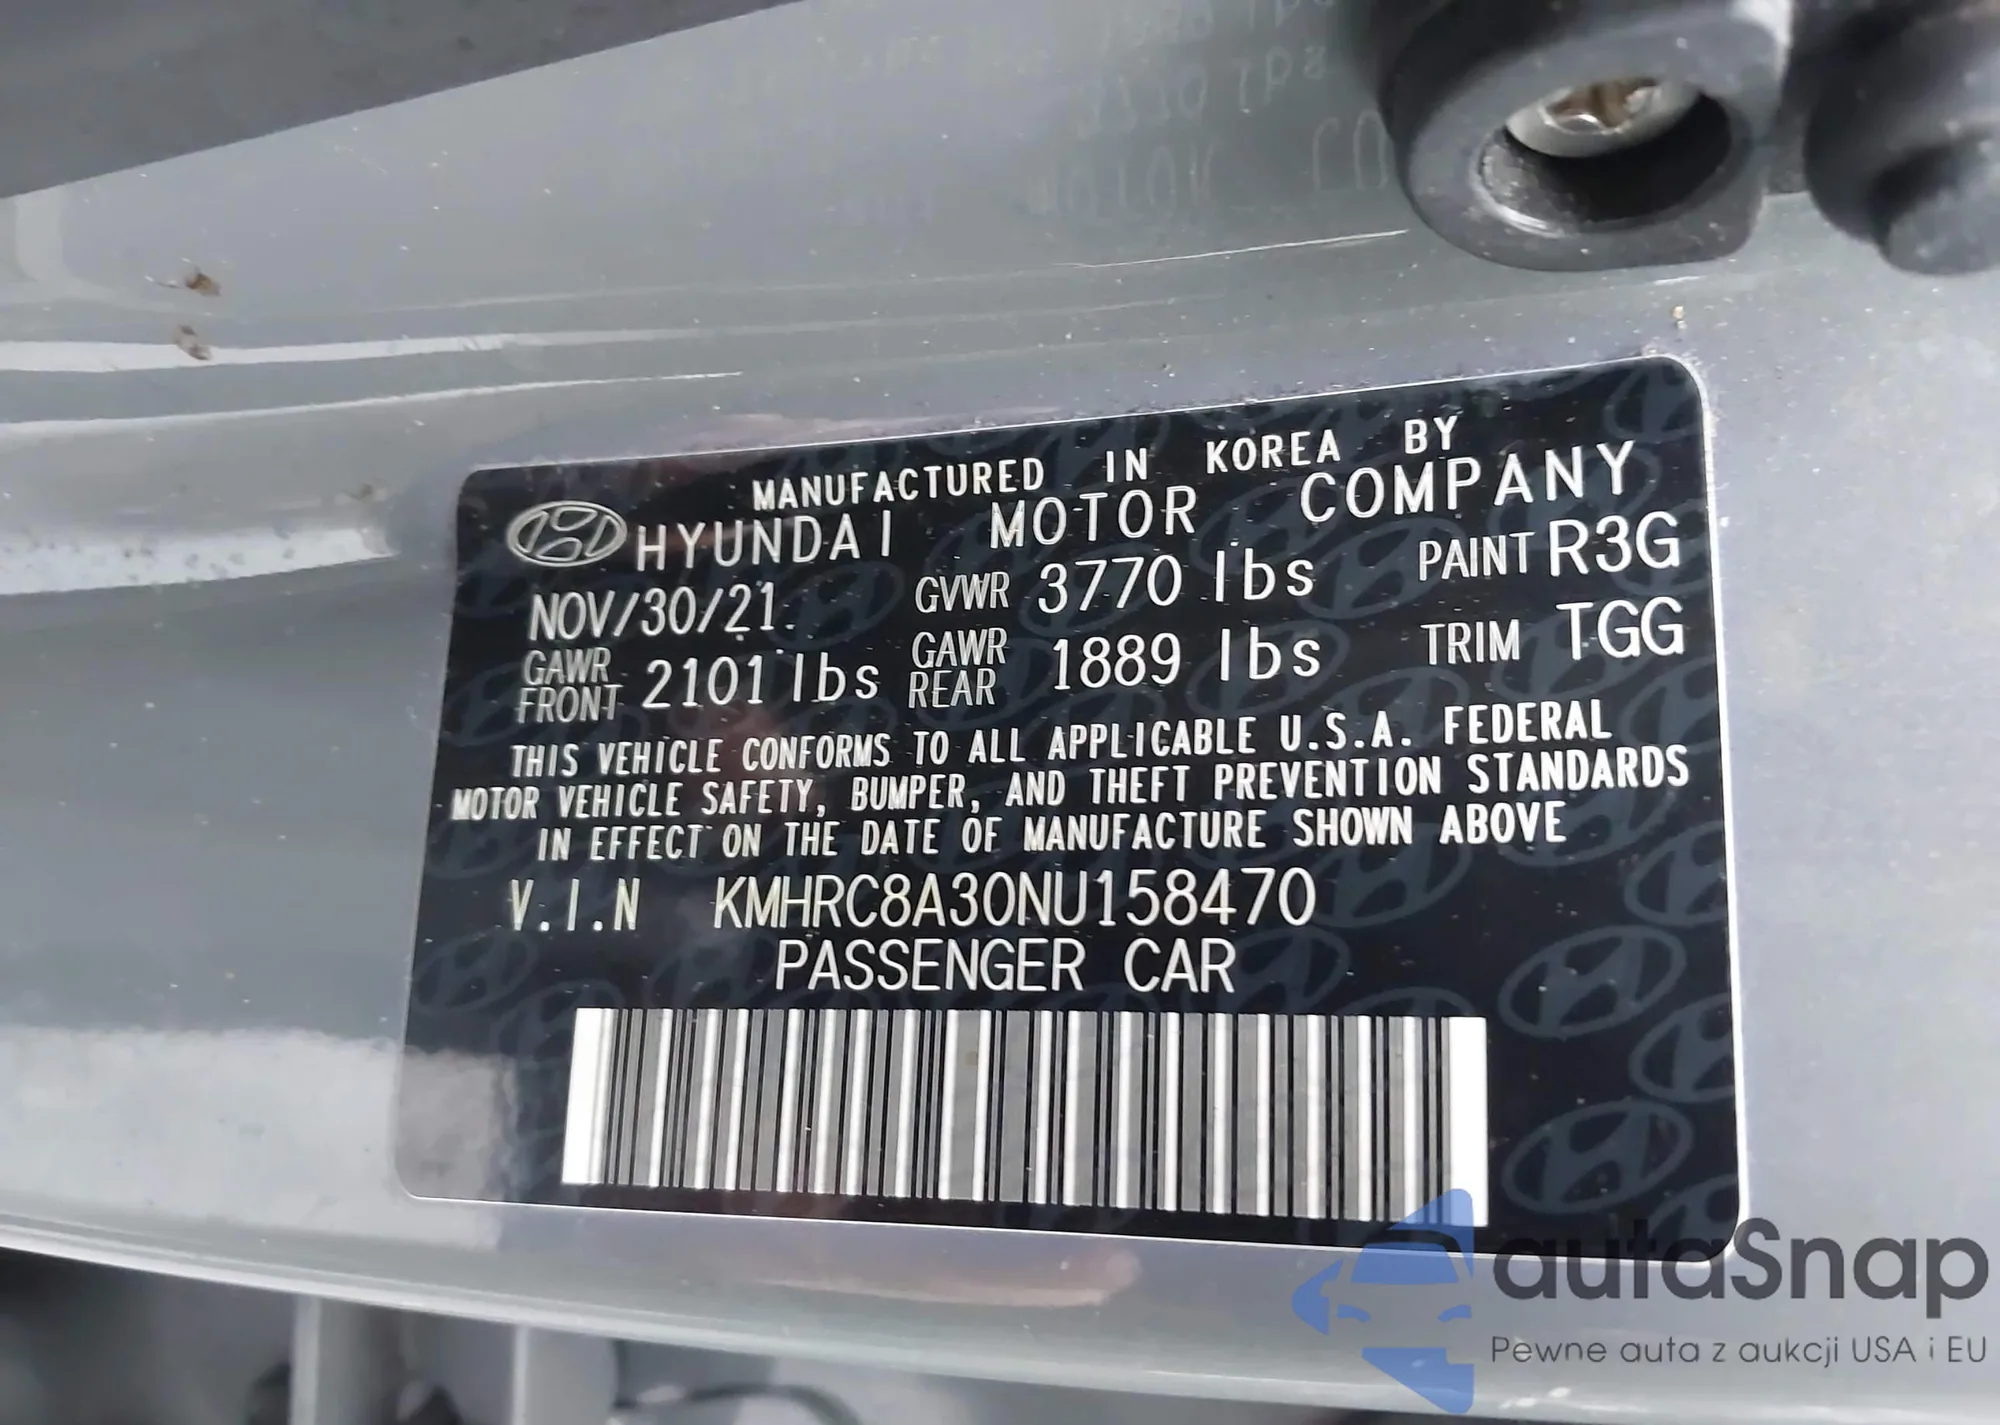 MANUFACTURED IN KOREA BY
HYUNDAI MOTOR COMPANY
NOV/30/21 GVWR 3770 lbs PAINT R3G
GAWR FRONT 2101 lbs GAWR REAR 1889 lbs TRIM TGG
THIS VEHICLE CONFORMS TO ALL APPLICABLE U.S.A. FEDERAL
MOTOR VEHICLE SAFETY, BUMPER, AND THEFT PREVENTION STANDARDS
IN EFFECT ON THE DATE OF MANUFACTURE SHOWN ABOVE
V.I.N KMHRC8A30NU158470
PASSENGER CAR
autaSnap
Pewne auta z aukcji USA i EU